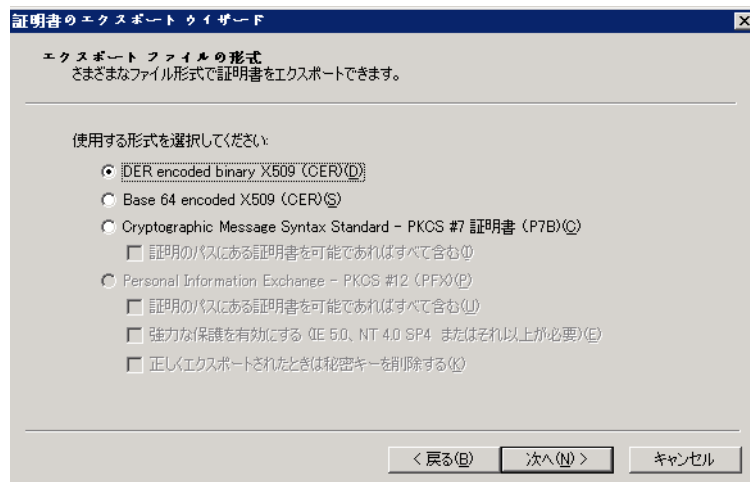 証明書のエクスポート ウィザード
エクスポート ファイルの形式
さまざまなファイル形式で証明書をエクスポートできます。
使用する形式を選択してください:
DER encoded binary X509 (CER)(D)
Base 64 encoded X509 (CER)(S)
Cryptographic Message Syntax Standard - PKCS #7 証明書 (P7B)(C)
証明のパスにある証明書を可能であればすべて含む(I)
Personal Information Exchange - PKCS #12 (PFX)(P)
証明のパスにある証明書を可能であればすべて含む(U)
強力な保護を有効にする (IE 5.0、NT 4.0 SP4 またはそれ以上が必要)(E)
正しくエクスポートされたときは秘密キーを削除する(K)
< 戻る(B) 次へ(N) > キャンセル